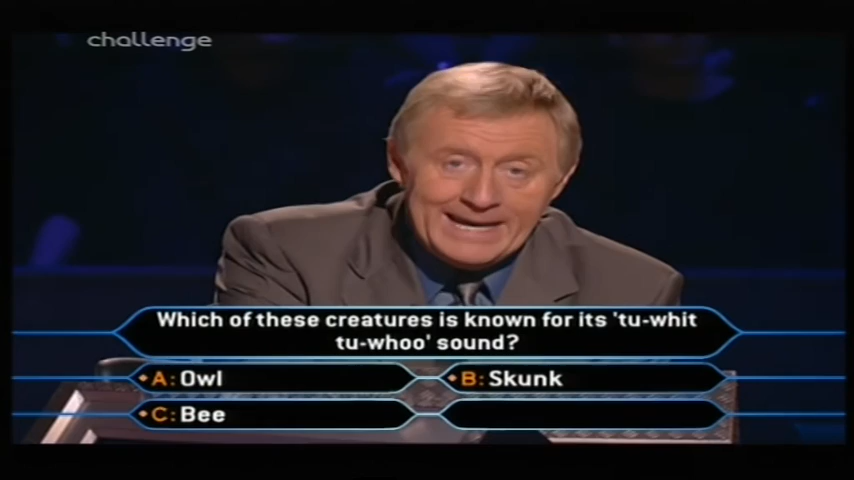 challenge
Which of these creatures is known for its 'tu-whit
tu-whoo' sound?
A: Owl
B: Skunk
C: Bee